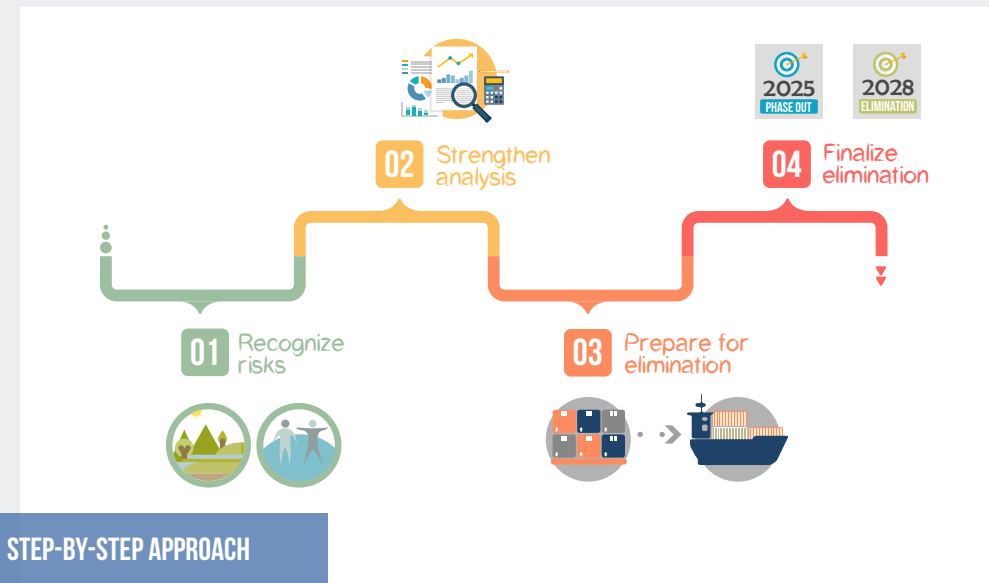 01
Recognize
risks
02
Strengthen
analysis
03
Prepare for
elimination
2025
PHASE OUT
2028
ELIMINATION
04
Finalize
elimination
STEP-BY-STEP APPROACH